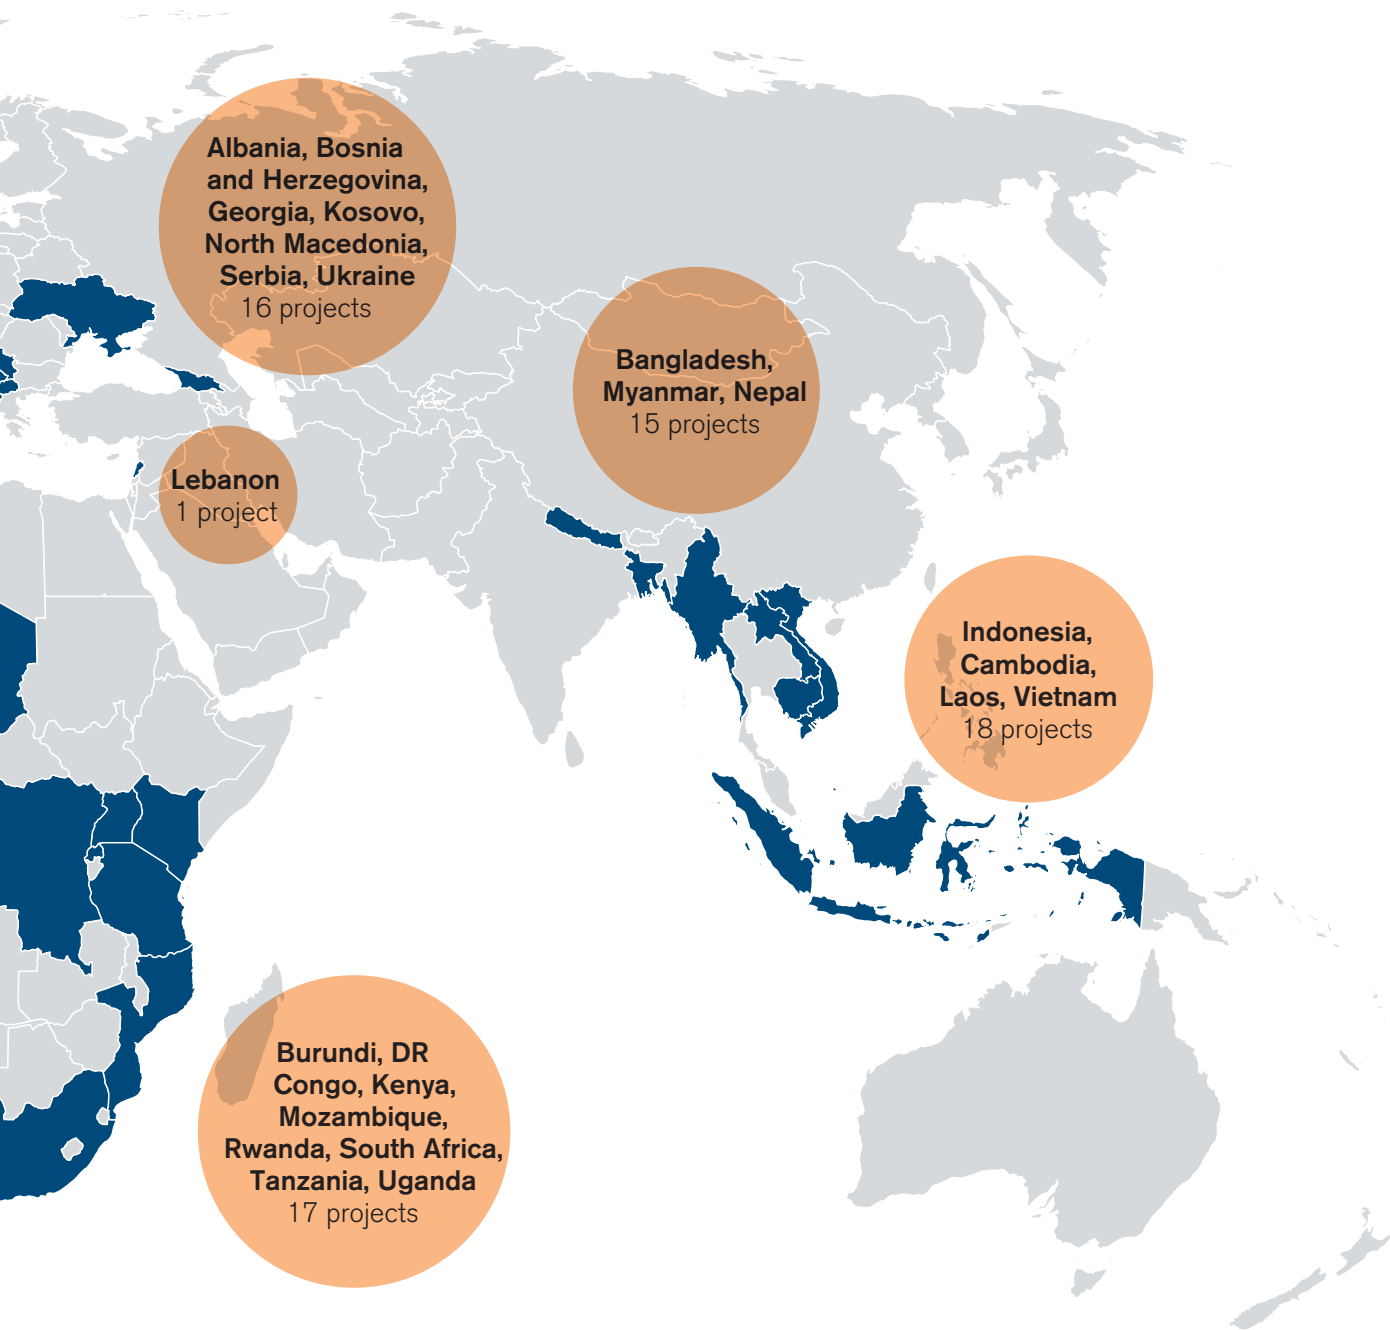 Albania, Bosnia
and Herzegovina,
Georgia, Kosovo,
North Macedonia,
Serbia, Ukraine
16 projects
Bangladesh,
Myanmar, Nepal
15 projects
Lebanon
1 project
Indonesia,
Cambodia,
Laos, Vietnam
18 projects
Burundi, DR
Congo, Kenya,
Mozambique,
Rwanda, South Africa,
Tanzania, Uganda
17 projects